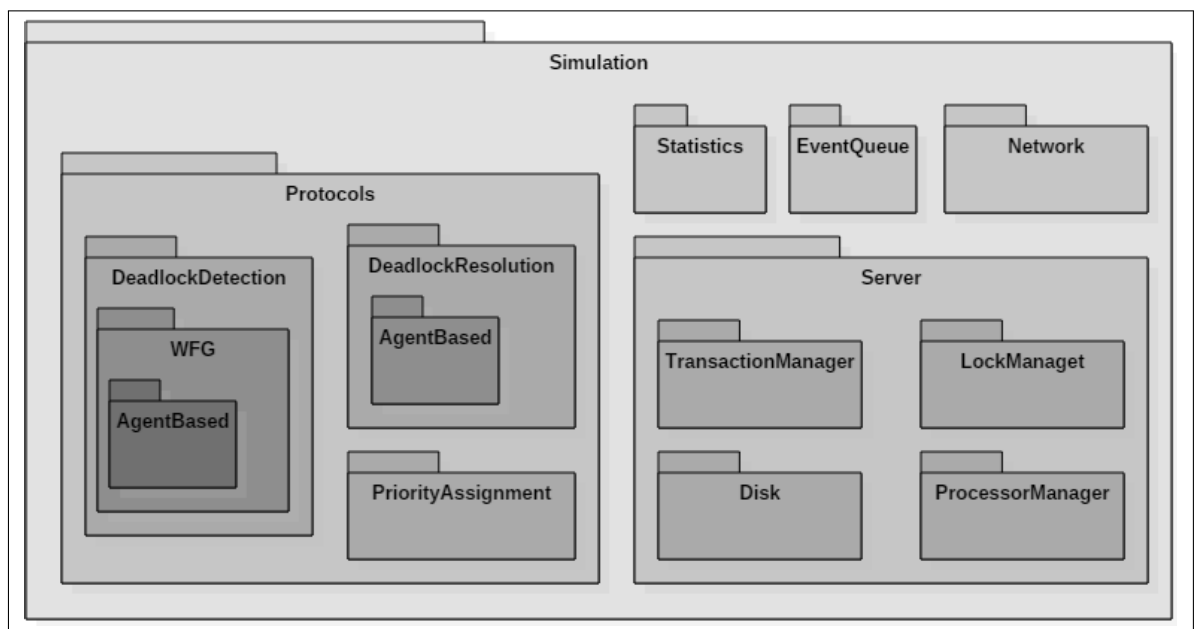 Simulation
Statistics
EventQueue
Network
Protocols
DeadlockDetection
WFG
AgentBased
DeadlockResolution
AgentBased
PriorityAssignment
Server
TransactionManager
LockManaget
Disk
ProcessorManager